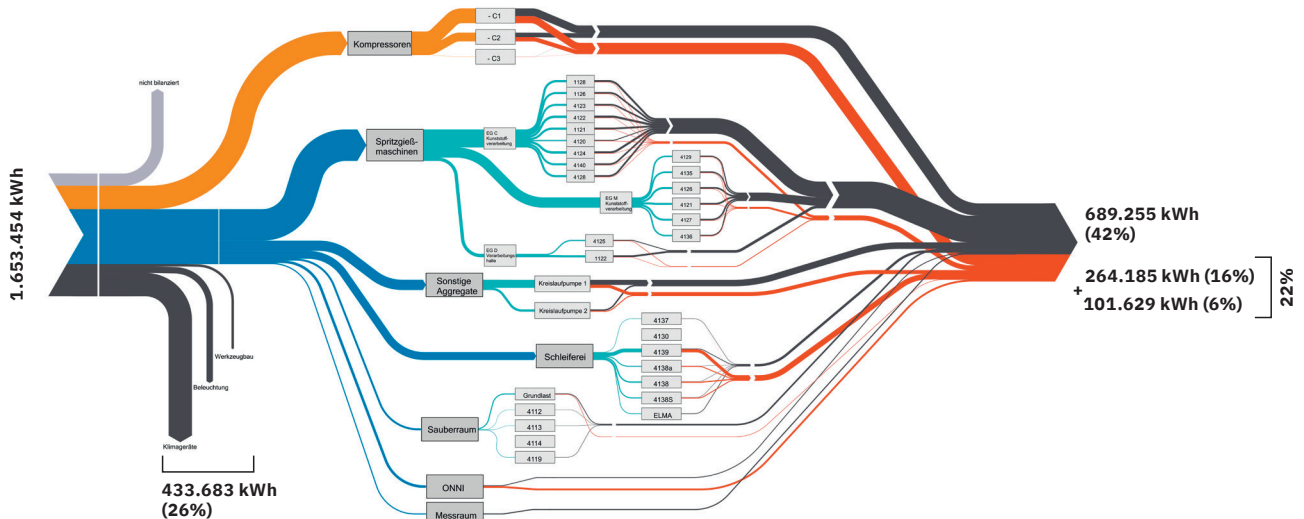 1.653.454 kWh
nicht bilanziert
Klimageräte
Beleuchtung
Werkzeugbau
433.683 kWh
(26%)
Kompressoren
- C1
- C2
- C3
Spritzgieß-
maschinen
EG C
Kunststoff-
verarbeitung
1128
1126
4123
4122
1121
4120
4124
4140
4128
EG M
Kunststoff-
verarbeitung
4129
4135
4126
4121
4127
4136
EG D
Verarbeitungs
halle
4125
1122
Sonstige
Aggregate
Kreislaufpumpe 1
Kreislaufpumpe 2
Schleiferei
4137
4130
4139
4138a
4138
4138S
ELMA
Sauberraum
Grundlast
4112
4113
4114
4119
ONNI
Messraum
689.255 kWh
(42%)
264.185 kWh (16%)
+
101.629 kWh (6%)
22%